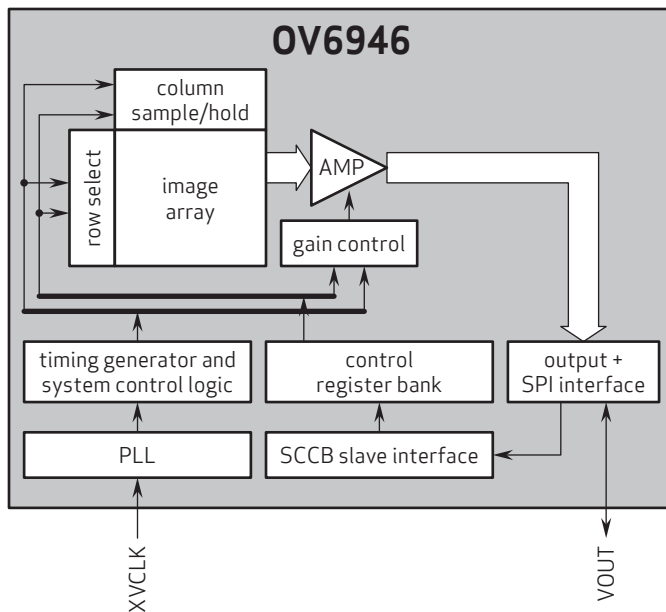 OV6946
column
sample/hold
row select
image
array
AMP
gain control
timing generator and
system control logic
control
register bank
output +
SPI interface
PLL
SCCB slave interface
XVCLK
VOUT